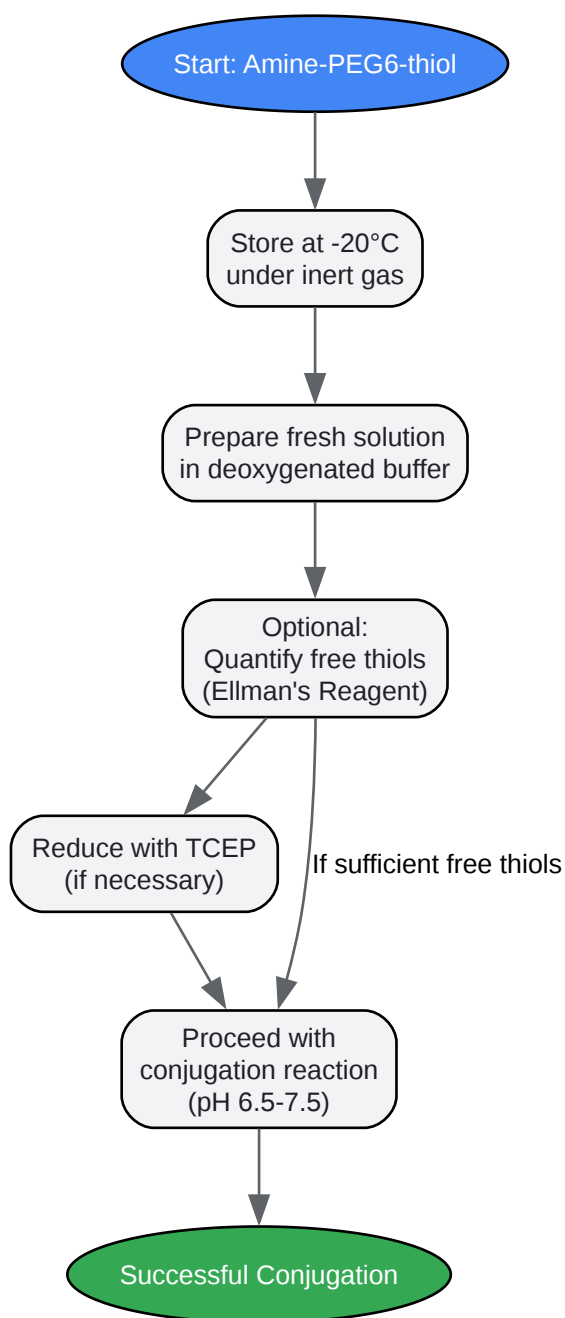 Start: Amine-PEG6-thiol
Store at -20°C
under inert gas
Prepare fresh solution
in deoxygenated buffer
Optional:
Quantify free thiols
(Ellman's Reagent)
Reduce with TCEP
(if necessary)
If sufficient free thiols
Proceed with
conjugation reaction
(pH 6.5-7.5)
Successful Conjugation